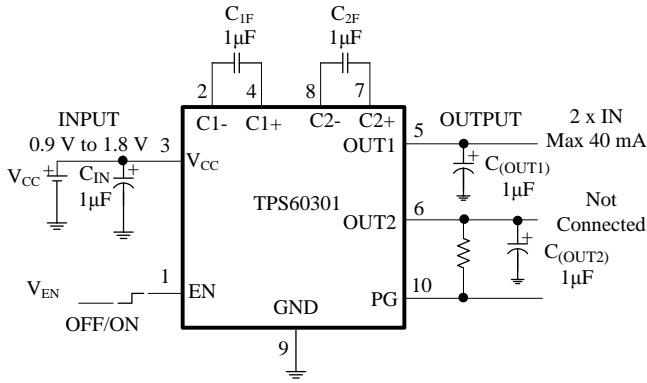 C1F
1µF
C2F
1µF
2
4
8
7
C1-
C1+
C2-
C2+
INPUT
0.9 V to 1.8 V
3
VCC
VCC
CIN
1µF
TPS60301
OUTPUT
2 x IN
Max 40 mA
5
OUT1
C(OUT1)
1µF
6
OUT2
Not
Connected
C(OUT2)
1µF
1
EN
VEN
OFF/ON
10
PG
GND
9